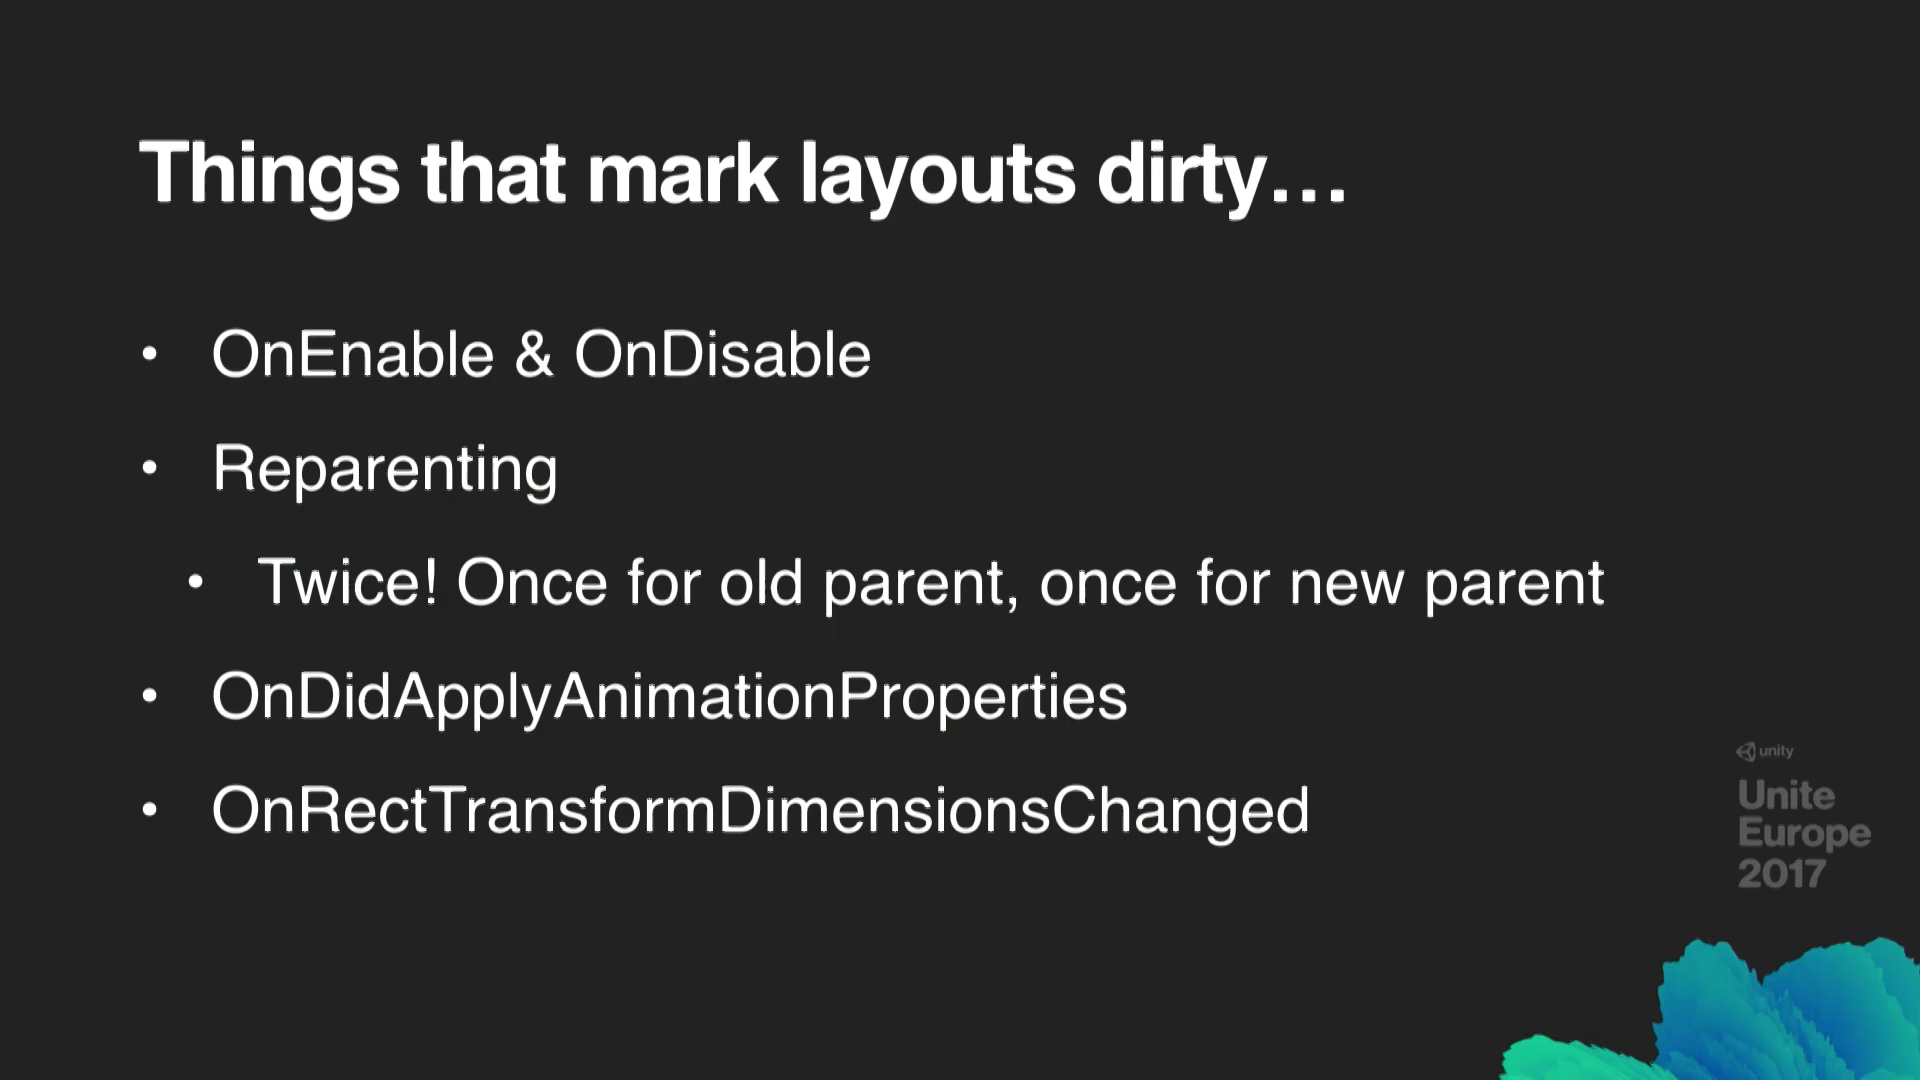 Things that mark layouts dirty…
• OnEnable & OnDisable
• Reparenting
• Twice! Once for old parent, once for new parent
• OnDidApplyAnimationProperties
• OnRectTransformDimensionsChanged
unity
Unite
Europe
2017